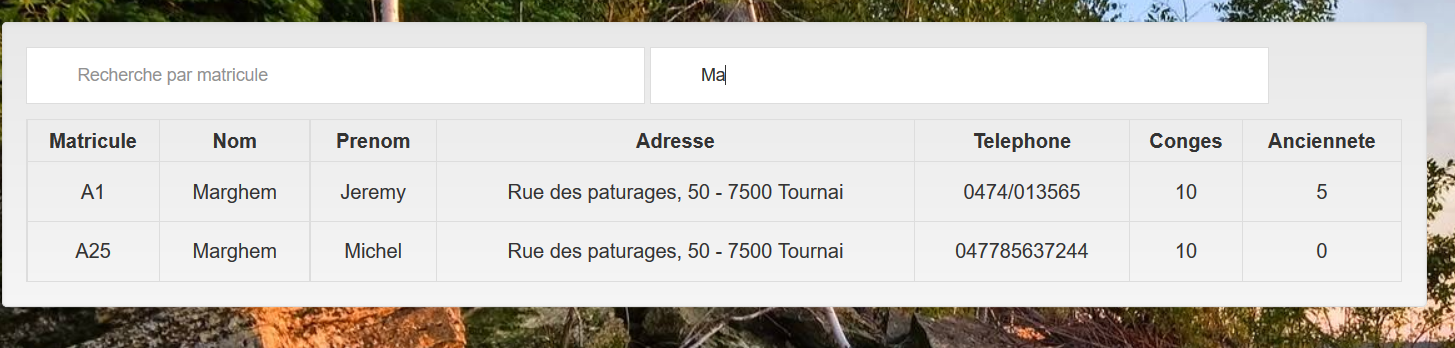 Recherche par matricule Ma
Matricule Nom Prenom Adresse Telephone Conges Anciennete
A1 Marghem Jeremy Rue des paturages, 50 - 7500 Tournai 0474/013565 10 5
A25 Marghem Michel Rue des paturages, 50 - 7500 Tournai 047785637244 10 0